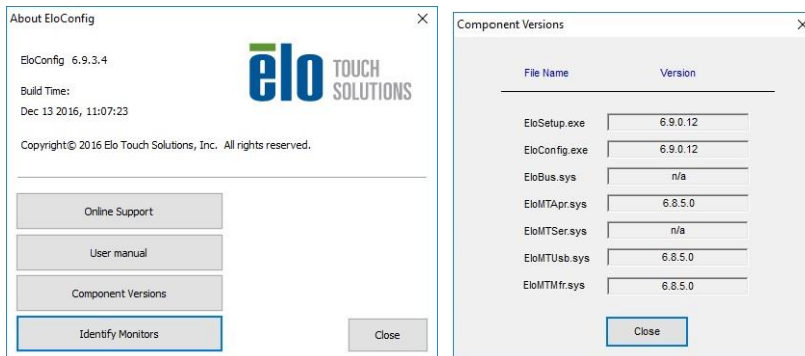 About EloConfig
EloConfig 6.9.3.4
Build Time:
Dec 13 2016, 11:07:23
elo TOUCH
SOLUTIONS
Copyright© 2016 Elo Touch Solutions, Inc. All rights reserved.
Online Support
User manual
Component Versions
Identify Monitors
Close
Component Versions
File Name Version
EloSetup.exe 6.9.0.12
EloConfig.exe 6.9.0.12
EloBus.sys n/a
EloMTApr.sys 6.8.5.0
EloMTSer.sys n/a
EloMTUsb.sys 6.8.5.0
EloMTMfr.sys 6.8.5.0
Close